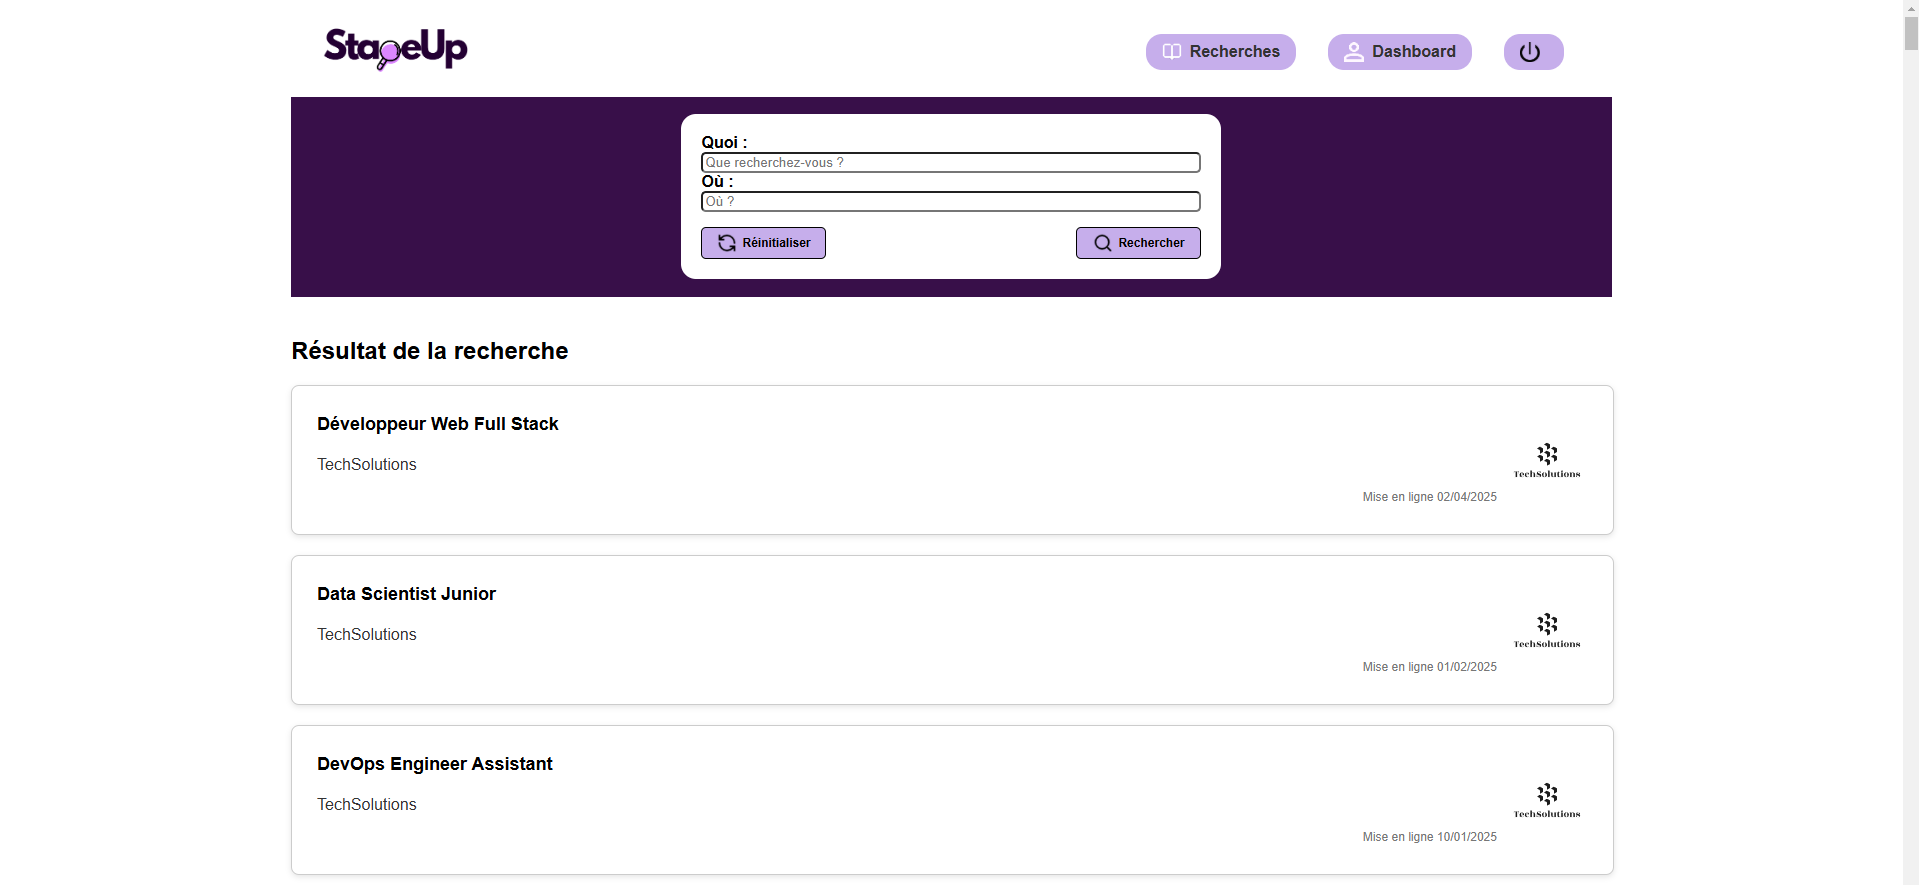 StageUp
Recherches
Dashboard
Quoi :
Que recherchez-vous ?
Où :
Où ?
Réinitialiser
Rechercher
Résultat de la recherche
Développeur Web Full Stack
TechSolutions
TechSolutions
Mise en ligne 02/04/2025
Data Scientist Junior
TechSolutions
TechSolutions
Mise en ligne 01/02/2025
DevOps Engineer Assistant
TechSolutions
TechSolutions
Mise en ligne 10/01/2025